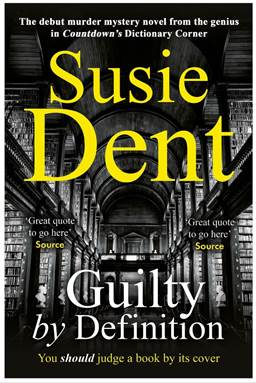 The debut murder mystery novel from the genius
in Countdown's Dictionary Corner
Susie
Dent
'Great quote
to go here'
Source
'Great quote
to go here'
Source
Guilty
by Definition
You should judge a book by its cover